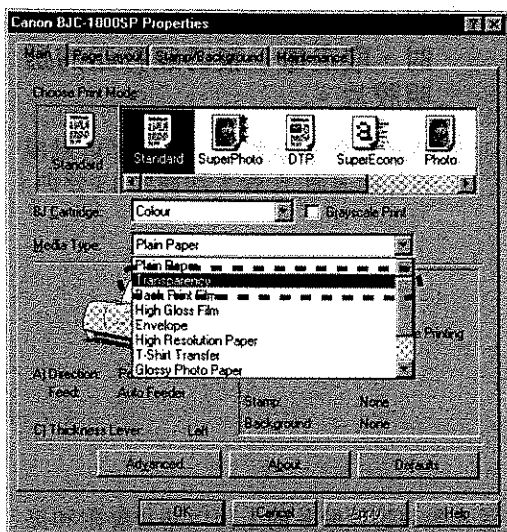 Canon BJC-1000SP Properties
Main Page Layout Stamp/Background Maintenance
Choose Print Mode
Standard
Standard SuperPhoto DTP SuperEcono Photo
BJ Cartridge: Colour Grayscale Print
Media Type: Plain Paper
Plain Paper
Transparency
Back Print Film
High Gloss Film
Envelope
High Resolution Paper
T-Shirt Transfer
Glossy Photo Paper
Printing
A] Direction:
Feed: Auto Feeder
Stamp: None
C] Thickness Lever: Left
Background: None
Advanced About Defaults
OK Cancel Apply Help